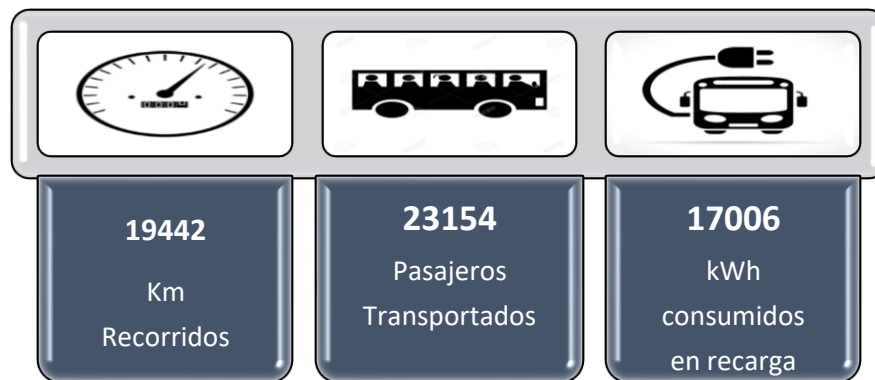 19442
Km
Recorridos
23154
Pasajeros
Transportados
17006
kWh
consumidos
en recarga